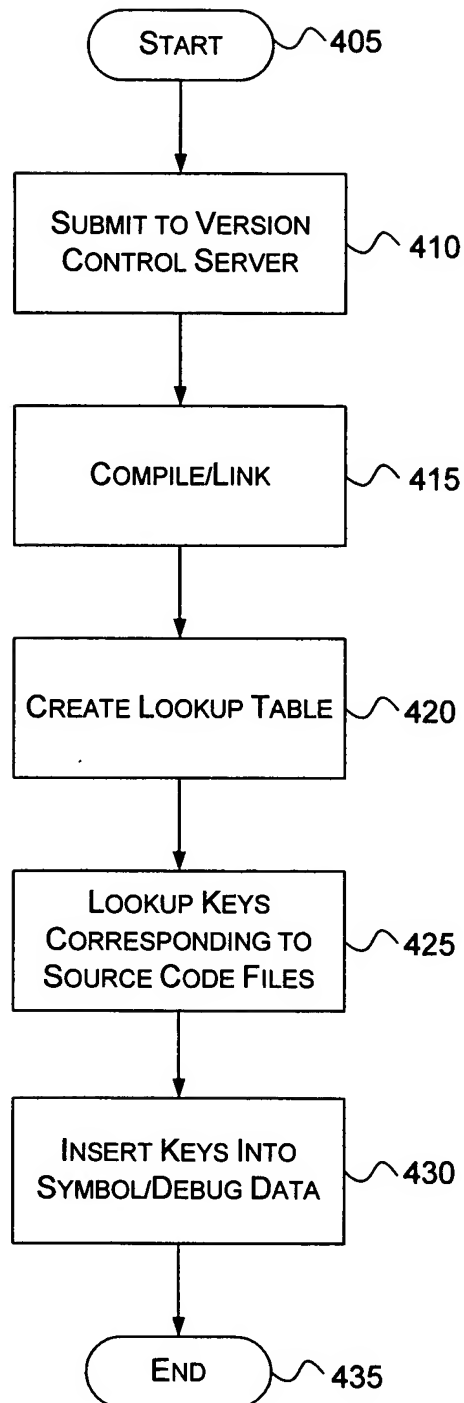 START
405
SUBMIT TO VERSION
CONTROL SERVER
410
COMPILE/LINK
415
CREATE LOOKUP TABLE
420
LOOKUP KEYS
CORRESPONDING TO
SOURCE CODE FILES
425
INSERT KEYS INTO
SYMBOL/DEBUG DATA
430
END
435